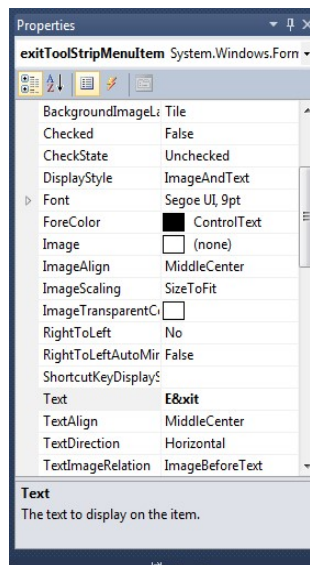 Properties
exitToolStripMenuItem System.Windows.Forn
BackgroundImageLa Tile
Checked False
CheckState Unchecked
DisplayStyle ImageAndText
Font Segoe UI, 9pt
ForeColor ControlText
Image (none)
ImageAlign MiddleCenter
ImageScaling SizeToFit
ImageTransparentCo
RightToLeft No
RightToLeftAutoMir False
ShortcutKeyDisplayS
Text E&xit
TextAlign MiddleCenter
TextDirection Horizontal
TextImageRelation ImageBeforeText
Text
The text to display on the item.